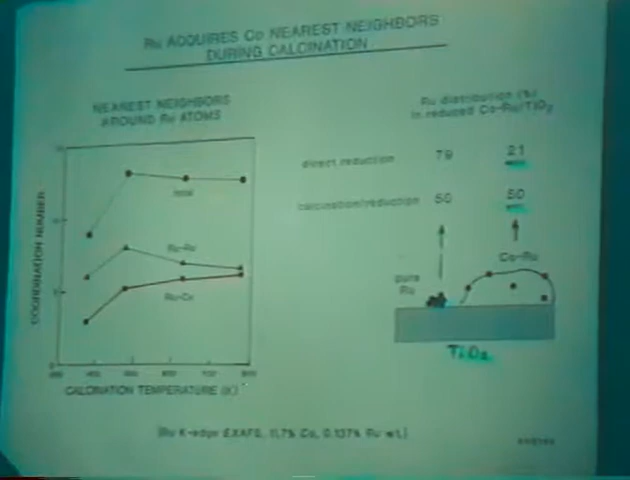 Ru ACQUIRES Co NEAREST NEIGHBORS
DURING CALCINATION
NEAREST NEIGHBORS
AROUND Ru ATOMS
COORDINATION NUMBER
Ru-Ru
Ru-Co
CALCINATION TEMPERATURE (K)
Ru distribution (%)
in reduced Co-Ru/TiO2
direct reduction 79 21
calcination/reduction 50 50
pure
Ru
Co-Ru
TiO2
(Ru K-edge EXAFS, 11.7% Co, 0.137% Ru wt.)